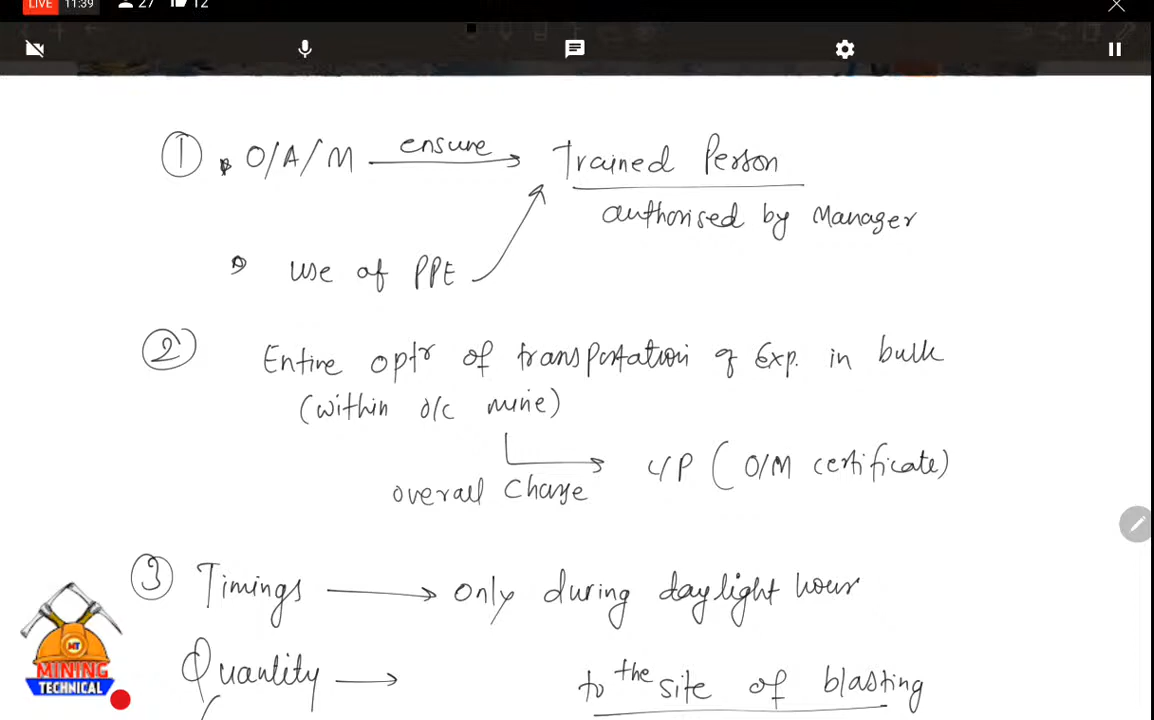 LIVE 11:39 27 12
① O/A/M ensure Trained Person
authorised by Manager
use of PPE
② Entire optn of transportation of Exp. in bulk
(within o/c mine)
overall Charge C/P (O/M certificate)
③ Timings only during daylight hour
Quantity to the site of blasting
MT
MINING
TECHNICAL